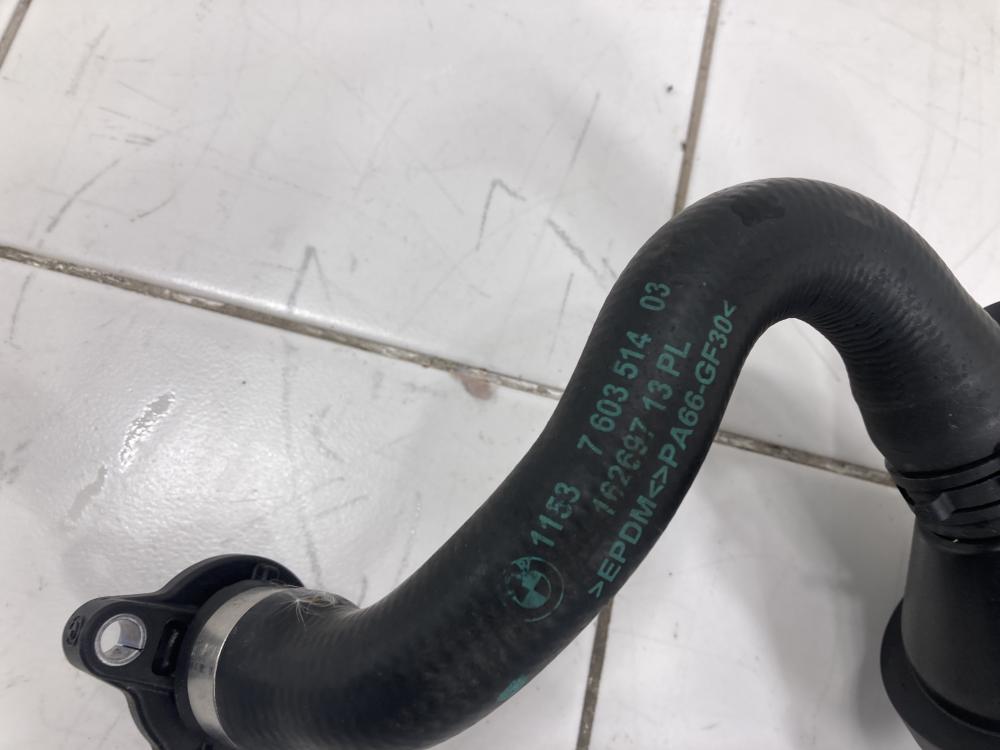 1153 7 603 514 03
162697 13 PL
>EPDM<>PA66-GF30<